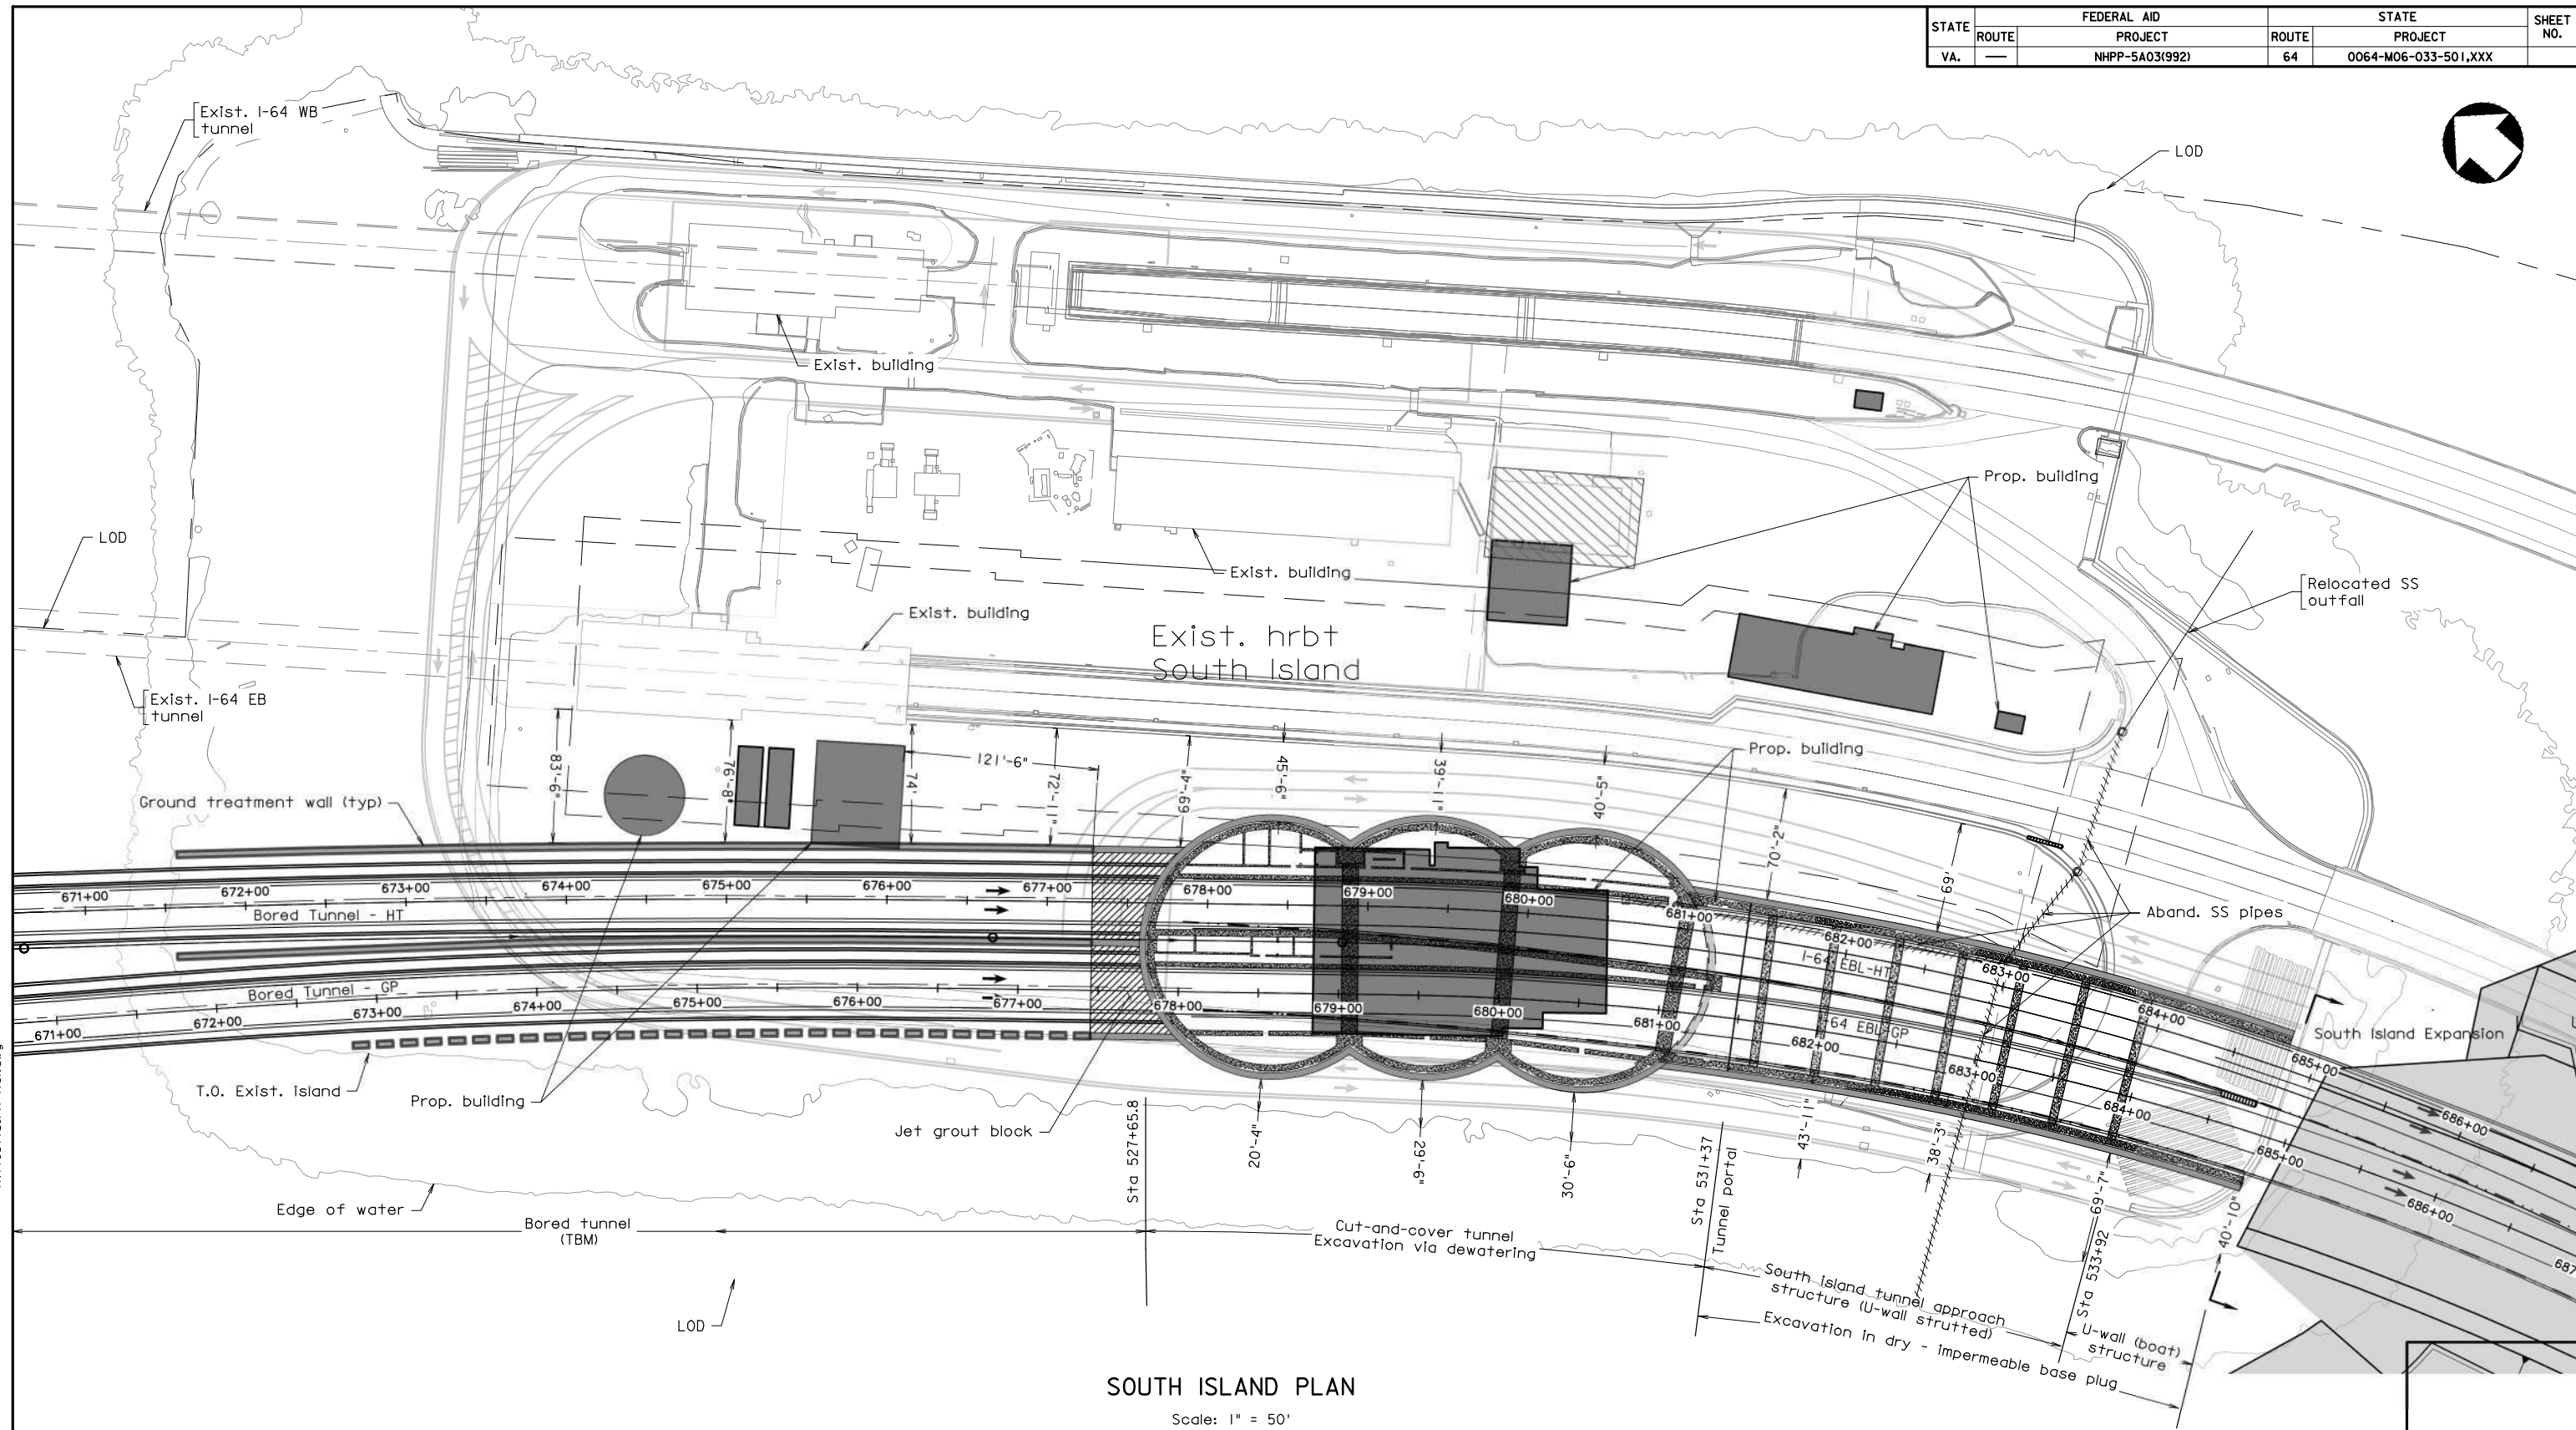 STATE
FEDERAL AID
STATE
SHEET NO.
ROUTE
PROJECT
ROUTE
PROJECT
VA.
—
NHPP-5A03(992)
64
0064-M06-033-501,XXX
Exist. I-64 WB
tunnel
LOD
Exist. building
Prop. building
LOD
Exist. building
Relocated SS
outfall
Exist. building
Exist. hrbt
South Island
Exist. I-64 EB
tunnel
83'-6"
76'-8"
74'
121'-6"
72'-11"
69'-4"
45'-6"
39'-1"
40'-5"
Prop. building
70'-2"
69'
Ground treatment wall (typ)
671+00
672+00
673+00
674+00
675+00
676+00
677+00
678+00
679+00
680+00
681+00
682+00
683+00
684+00
685+00
686+00
Bored Tunnel - HT
I-64 EBL-HT
Aband. SS pipes
Bored Tunnel - GP
671+00
672+00
673+00
674+00
675+00
676+00
677+00
678+00
679+00
680+00
681+00
682+00
683+00
684+00
685+00
686+00
64 EBL-GP
South Island Expansion
T.O. Exist. island
Prop. building
Jet grout block
Sta 527+65.8
20'-4"
29'-6"
30'-6"
Sta 531+37
Tunnel portal
43'-11"
38'-3"
69'-7"
Sta 533+92
40'-10"
Edge of water
Bored tunnel
(TBM)
Cut-and-cover tunnel
Excavation via dewatering
South island tunnel approach
structure (U-wall strutted)
Excavation in dry - impermeable base plug
U-wall (boat)
structure
LOD
SOUTH ISLAND PLAN
Scale: 1" = 50'